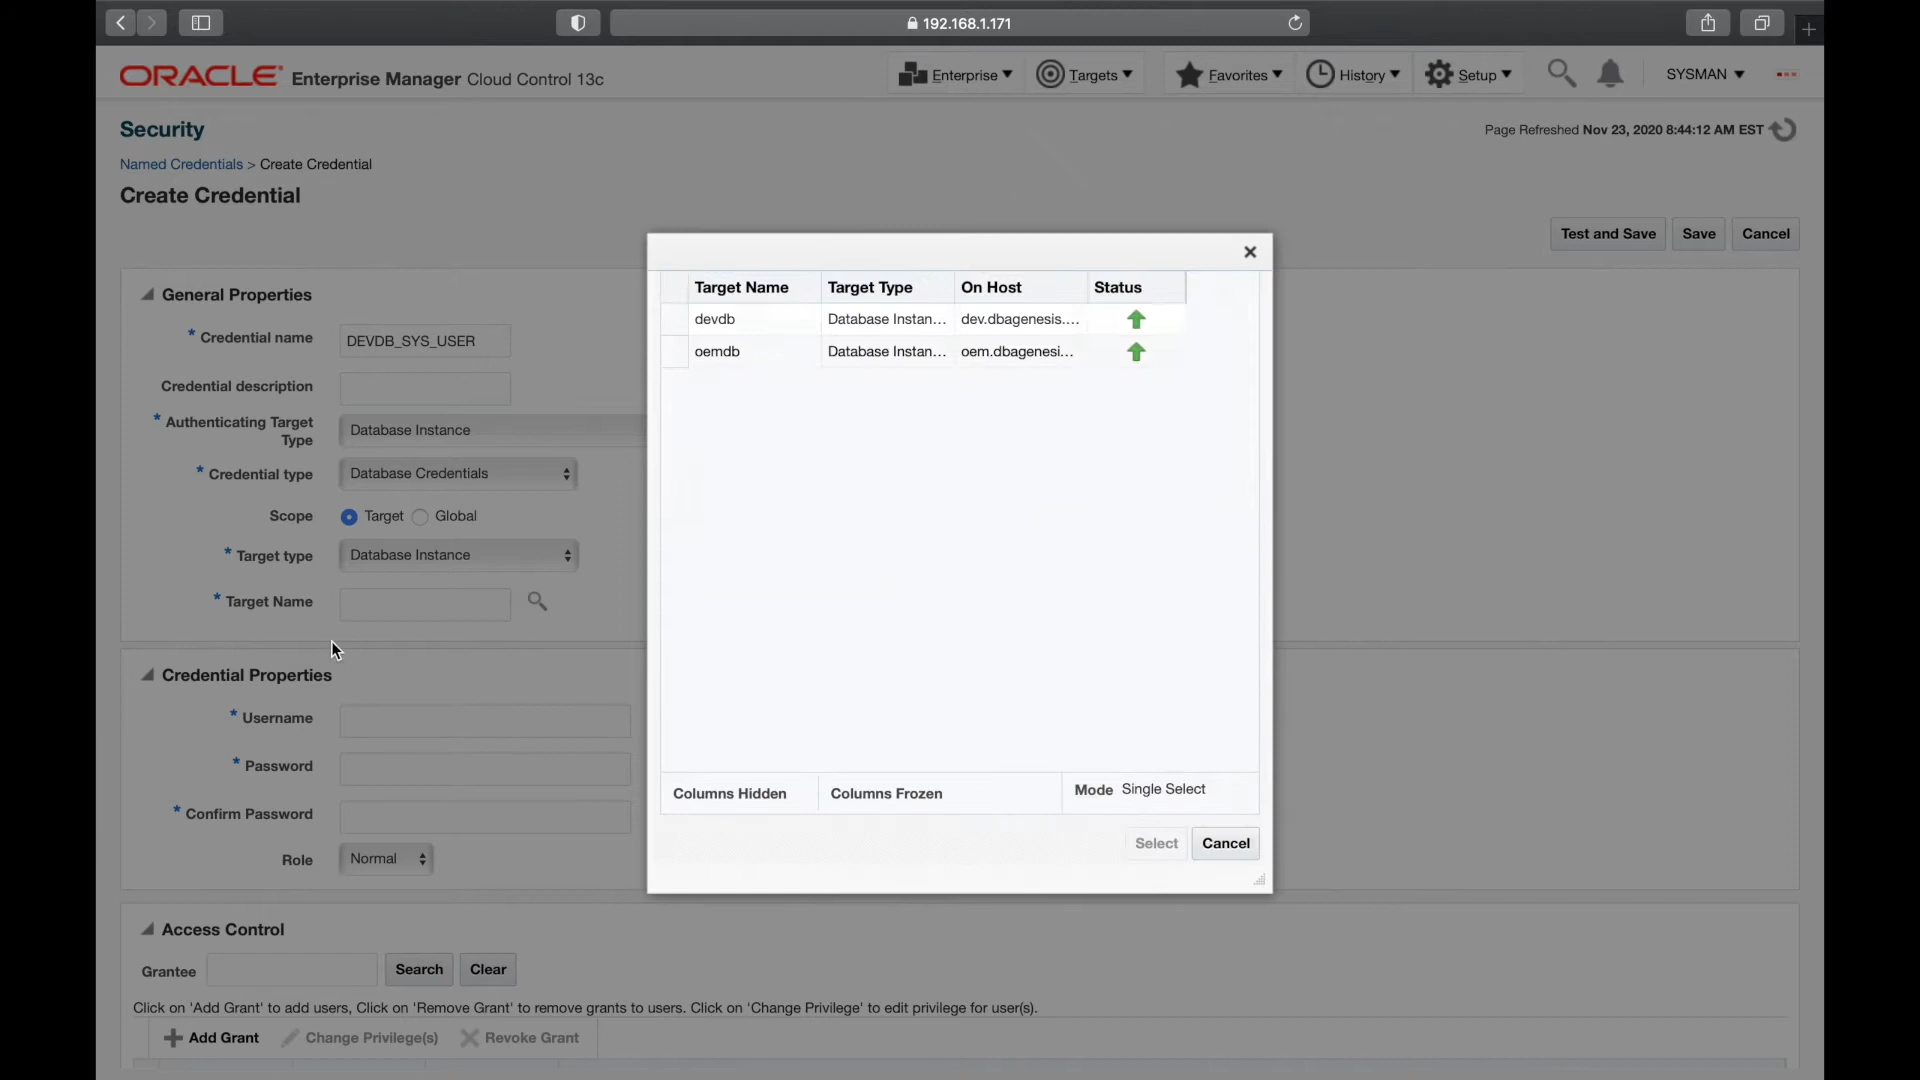 192.168.1.171
ORACLE Enterprise Manager Cloud Control 13c
Enterprise
Targets
Favorites
History
Setup
SYSMAN
Security
Page Refreshed Nov 23, 2020 8:44:12 AM EST
Named Credentials > Create Credential
Create Credential
Test and Save
Save
Cancel
General Properties
* Credential name DEVDB_SYS_USER
Credential description
* Authenticating Target
Type
Database Instance
* Credential type Database Credentials
Scope Target Global
* Target type Database Instance
* Target Name
Credential Properties
* Username
* Password
* Confirm Password
Role Normal
Target Name Target Type On Host Status
devdb Database Instan... dev.dbagenesis....
oemdb Database Instan... oem.dbagenesi...
Columns Hidden Columns Frozen Mode Single Select
Select Cancel
Access Control
Grantee Search Clear
Click on 'Add Grant' to add users, Click on 'Remove Grant' to remove grants to users. Click on 'Change Privilege' to edit privilege for user(s).
Add Grant Change Privilege(s) Revoke Grant